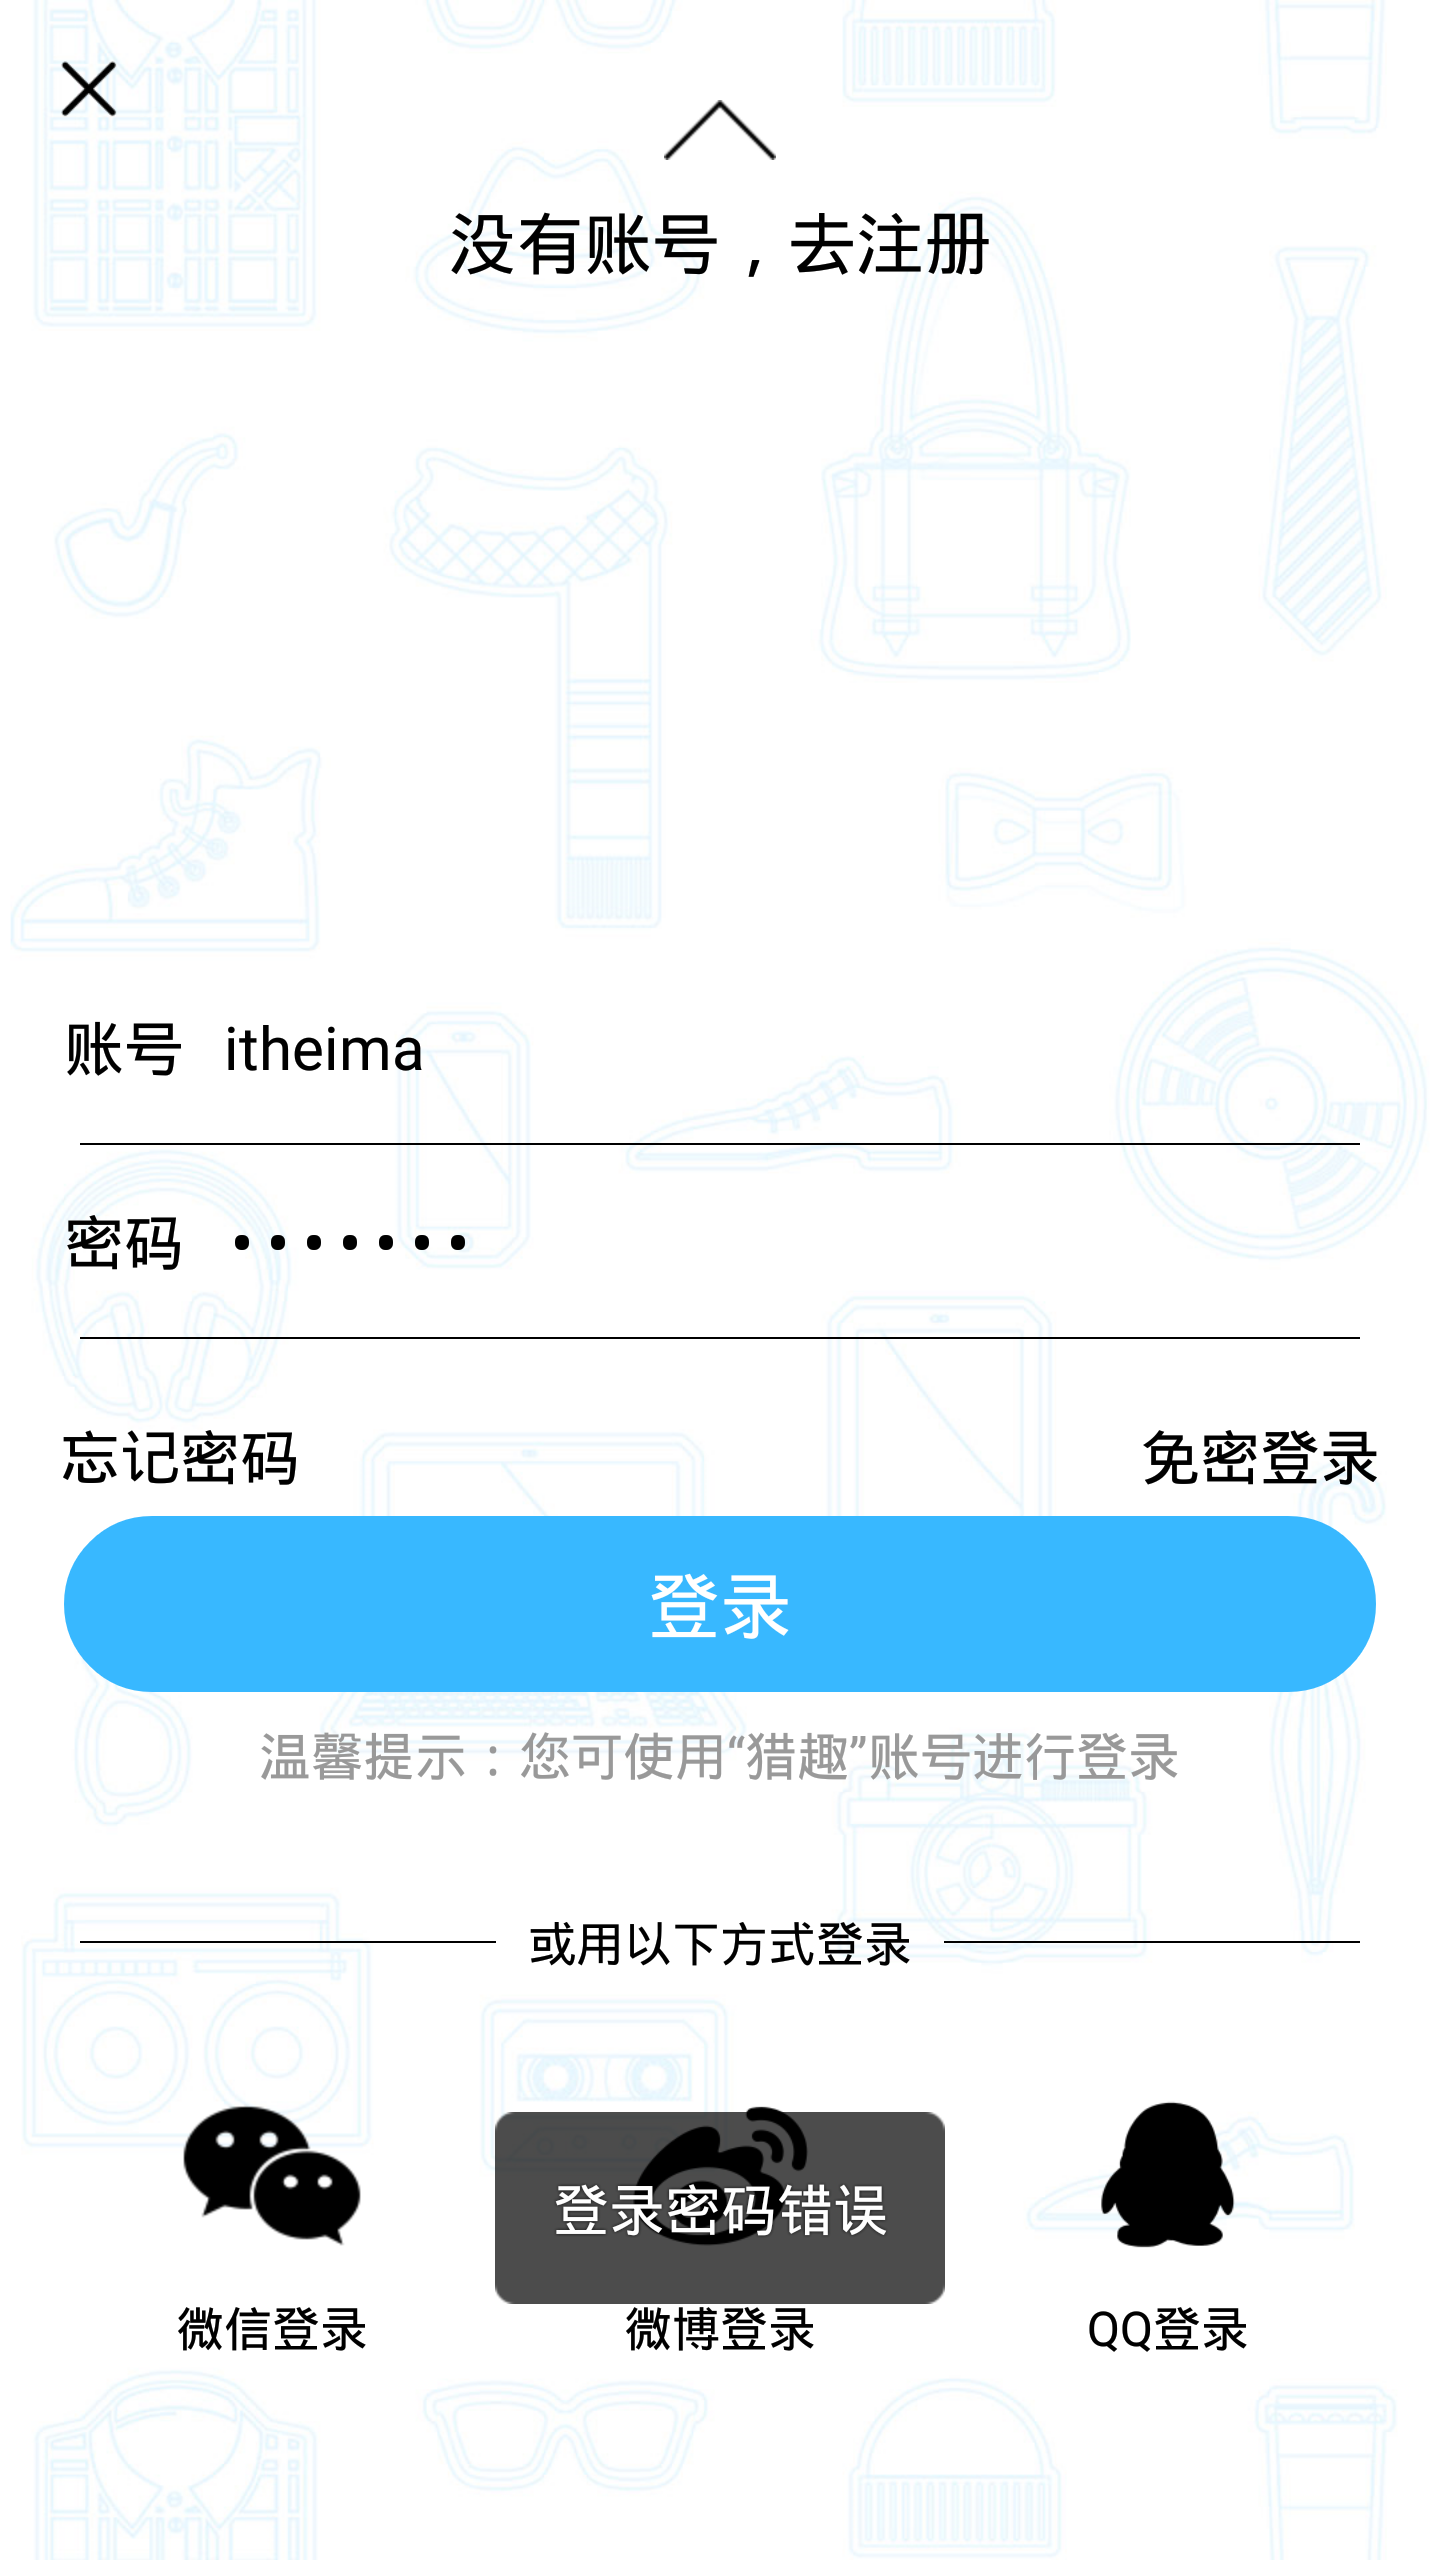 没有账号，去注册
账号 itheima
密码 •••••••
忘记密码 免密登录
登录
温馨提示：您可使用“猎趣”账号进行登录
或用以下方式登录
登录密码错误
微信登录 微博登录 QQ登录